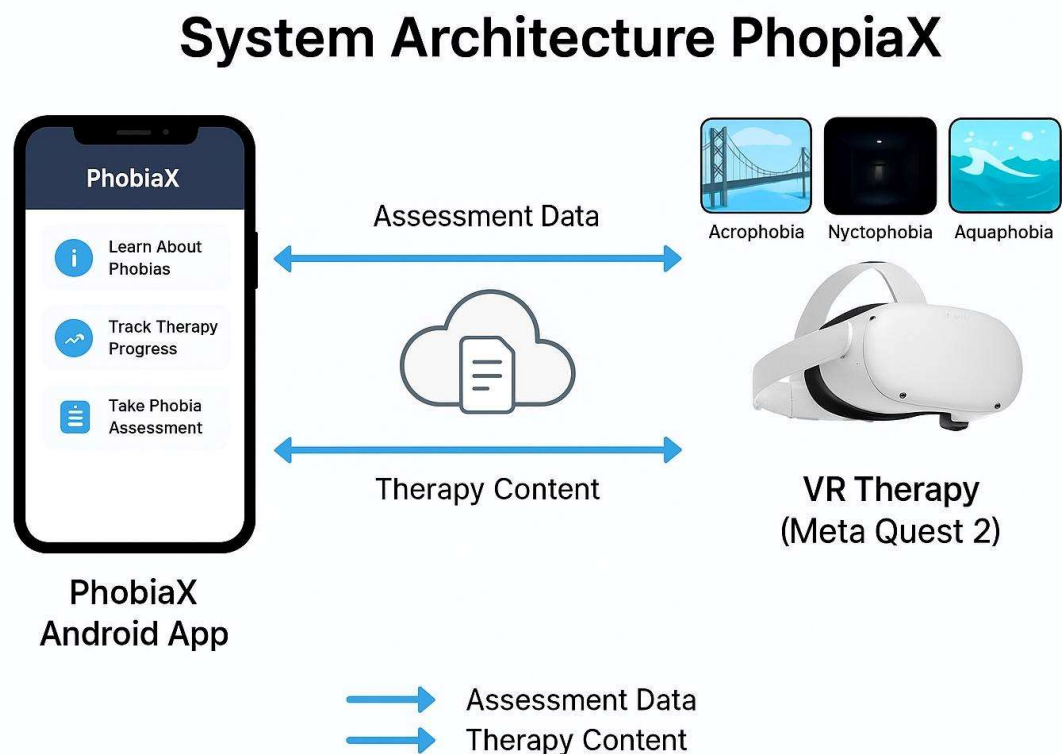 System Architecture PhopiaX
PhobiaX
Learn About
Phobias
Track Therapy
Progress
Take Phobia
Assessment
PhobiaX
Android App
Assessment Data
Therapy Content
Acrophobia
Nyctophobia
Aquaphobia
VR Therapy
(Meta Quest 2)
Assessment Data
Therapy Content